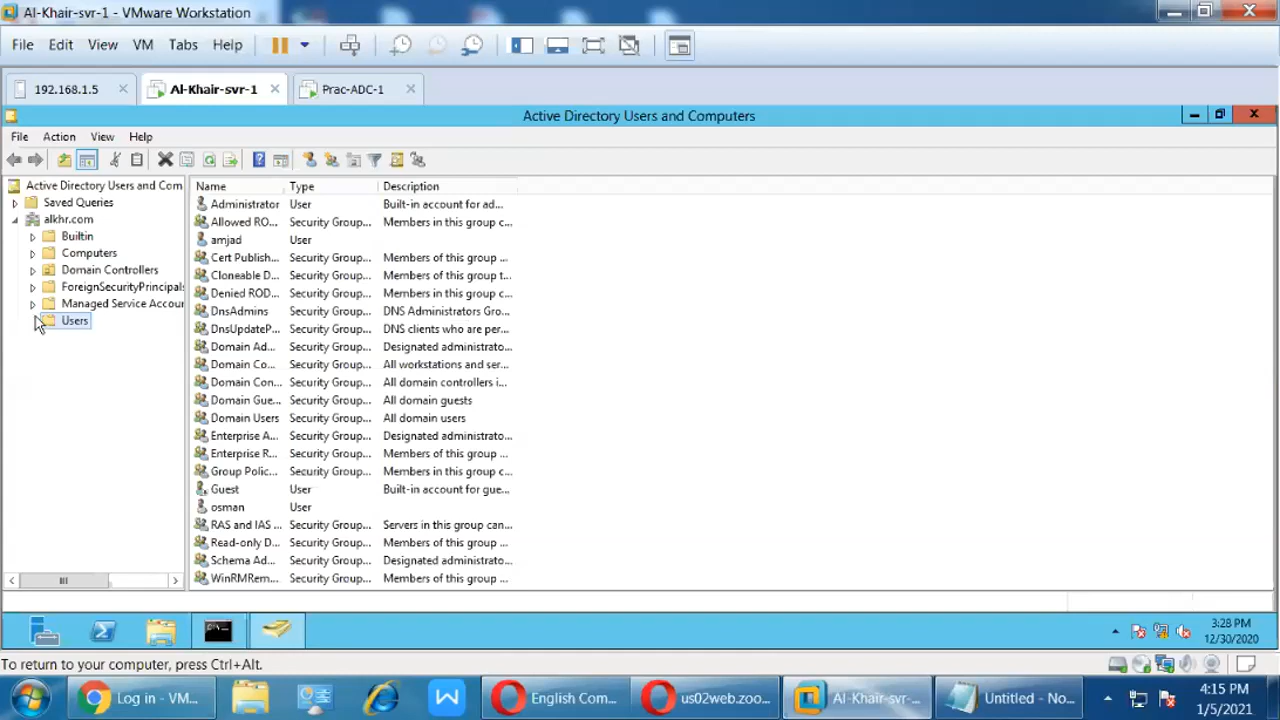 Al-Khair-svr-1 - VMware Workstation
File Edit View VM Tabs Help
192.168.1.5 Al-Khair-svr-1 Prac-ADC-1
Active Directory Users and Computers
File Action View Help
Active Directory Users and Com
Saved Queries
alkhr.com
Builtin
Computers
Domain Controllers
ForeignSecurityPrincipals
Managed Service Accour
Users
Name Type Description
Administrator User Built-in account for ad...
Allowed RO... Security Group... Members in this group c...
amjad User
Cert Publish... Security Group... Members of this group ...
Cloneable D... Security Group... Members of this group t...
Denied ROD... Security Group... Members in this group c...
DnsAdmins Security Group... DNS Administrators Gro...
DnsUpdateP... Security Group... DNS clients who are per...
Domain Ad... Security Group... Designated administrato...
Domain Co... Security Group... All workstations and ser...
Domain Con... Security Group... All domain controllers i...
Domain Gue... Security Group... All domain guests
Domain Users Security Group... All domain users
Enterprise A... Security Group... Designated administrato...
Enterprise R... Security Group... Members of this group ...
Group Polic... Security Group... Members in this group c...
Guest User Built-in account for gue...
osman User
RAS and IAS ... Security Group... Servers in this group can...
Read-only D... Security Group... Members of this group ...
Schema Ad... Security Group... Designated administrato...
WinRMRem... Security Group... Members of this group ...
3:28 PM
12/30/2020
To return to your computer, press Ctrl+Alt.
Log in - VM... English Com... us02web.zoo... Al-Khair-svr-... Untitled - No...
4:15 PM
1/5/2021